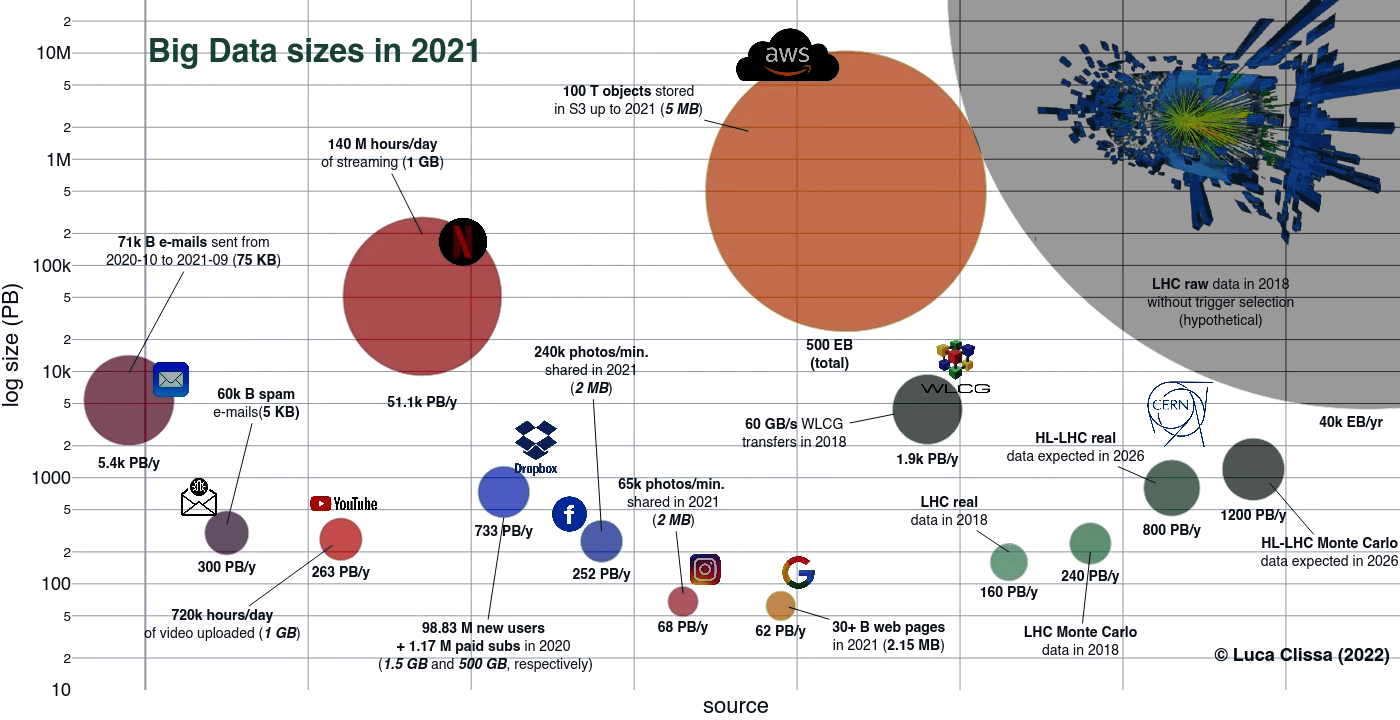 Big Data sizes in 2021
log size (PB)
2
10M
5
2
1M
5
2
100k
5
2
10k
5
2
1000
5
2
100
5
2
10
source
71k B e-mails sent from
2020-10 to 2021-09 (75 KB)
5.4k PB/y
60k B spam
e-mails(5 KB)
300 PB/y
140 M hours/day
of streaming (1 GB)
N
51.1k PB/y
YouTube
263 PB/y
720k hours/day
of video uploaded (1 GB)
Dropbox
733 PB/y
98.83 M new users
+ 1.17 M paid subs in 2020
(1.5 GB and 500 GB, respectively)
240k photos/min.
shared in 2021
(2 MB)
f
252 PB/y
65k photos/min.
shared in 2021
(2 MB)
68 PB/y
G
62 PB/y
30+ B web pages
in 2021 (2.15 MB)
aws
100 T objects stored
in S3 up to 2021 (5 MB)
500 EB
(total)
WLCG
60 GB/s WLCG
transfers in 2018
1.9k PB/y
LHC real
data in 2018
160 PB/y
240 PB/y
LHC Monte Carlo
data in 2018
CERN
HL-LHC real
data expected in 2026
800 PB/y
1200 PB/y
HL-LHC Monte Carlo
data expected in 2026
LHC raw data in 2018
without trigger selection
(hypothetical)
40k EB/yr
© Luca Clissa (2022)